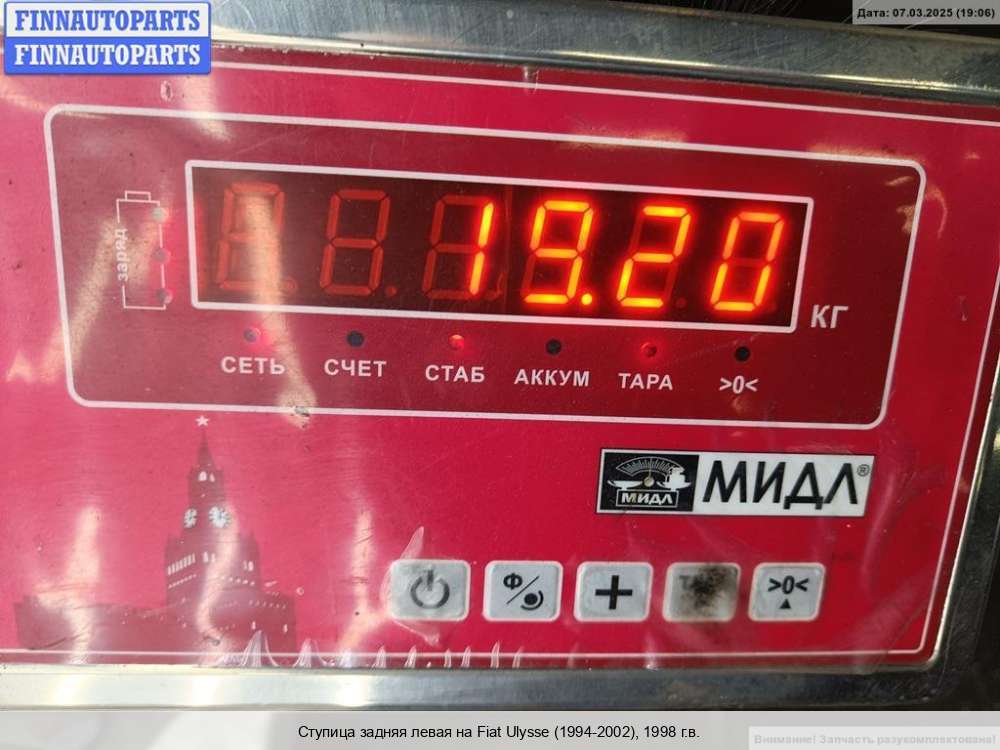 FINNAUTOPARTS
FINNAUTOPARTS
Дата: 07.03.2025 (19:06)
заряд
19.20
КГ
СЕТЬ СЧЕТ СТАБ АККУМ ТАРА >0<
МИДЛ МИДЛ®
Ф/ + >0<
Ступица задняя левая на Fiat Ulysse (1994-2002), 1998 г.в.
Внимание! Запчасть разукомплектована!